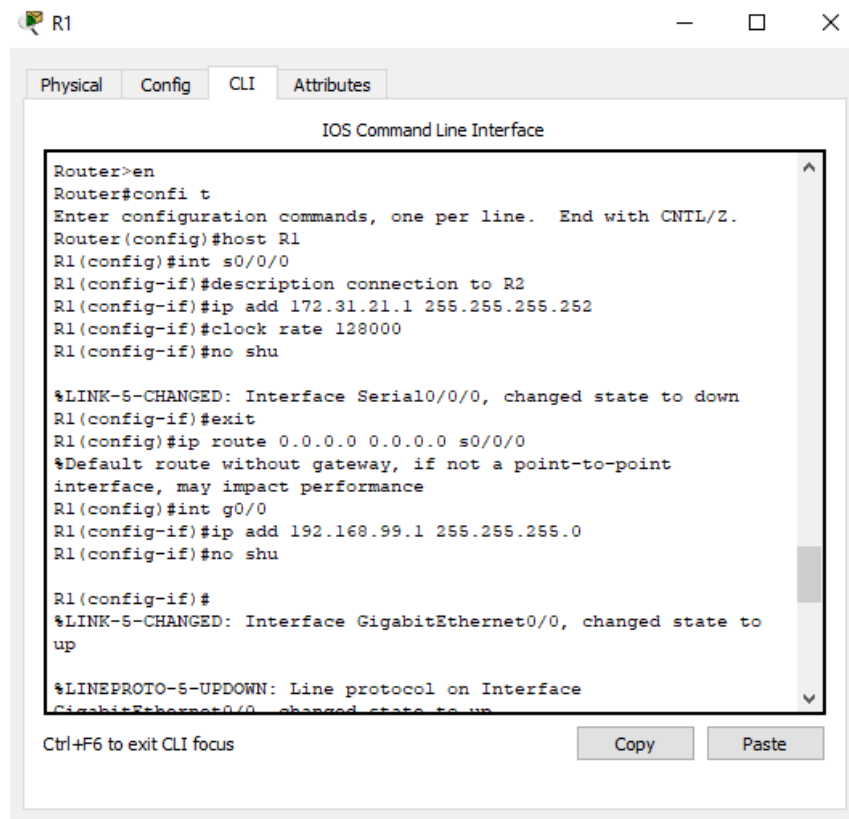 R1
Physical Config CLI Attributes
IOS Command Line Interface
Router>en
Router#confi t
Enter configuration commands, one per line.  End with CNTL/Z.
Router(config)#host R1
R1(config)#int s0/0/0
R1(config-if)#description connection to R2
R1(config-if)#ip add 172.31.21.1 255.255.255.252
R1(config-if)#clock rate 128000
R1(config-if)#no shu
%LINK-5-CHANGED: Interface Serial0/0/0, changed state to down
R1(config-if)#exit
R1(config)#ip route 0.0.0.0 0.0.0.0 s0/0/0
%Default route without gateway, if not a point-to-point
interface, may impact performance
R1(config)#int g0/0
R1(config-if)#ip add 192.168.99.1 255.255.255.0
R1(config-if)#no shu
R1(config-if)#
%LINK-5-CHANGED: Interface GigabitEthernet0/0, changed state to
up
%LINEPROTO-5-UPDOWN: Line protocol on Interface
GigabitEthernet0/0, changed state to up
Ctrl+F6 to exit CLI focus
Copy Paste